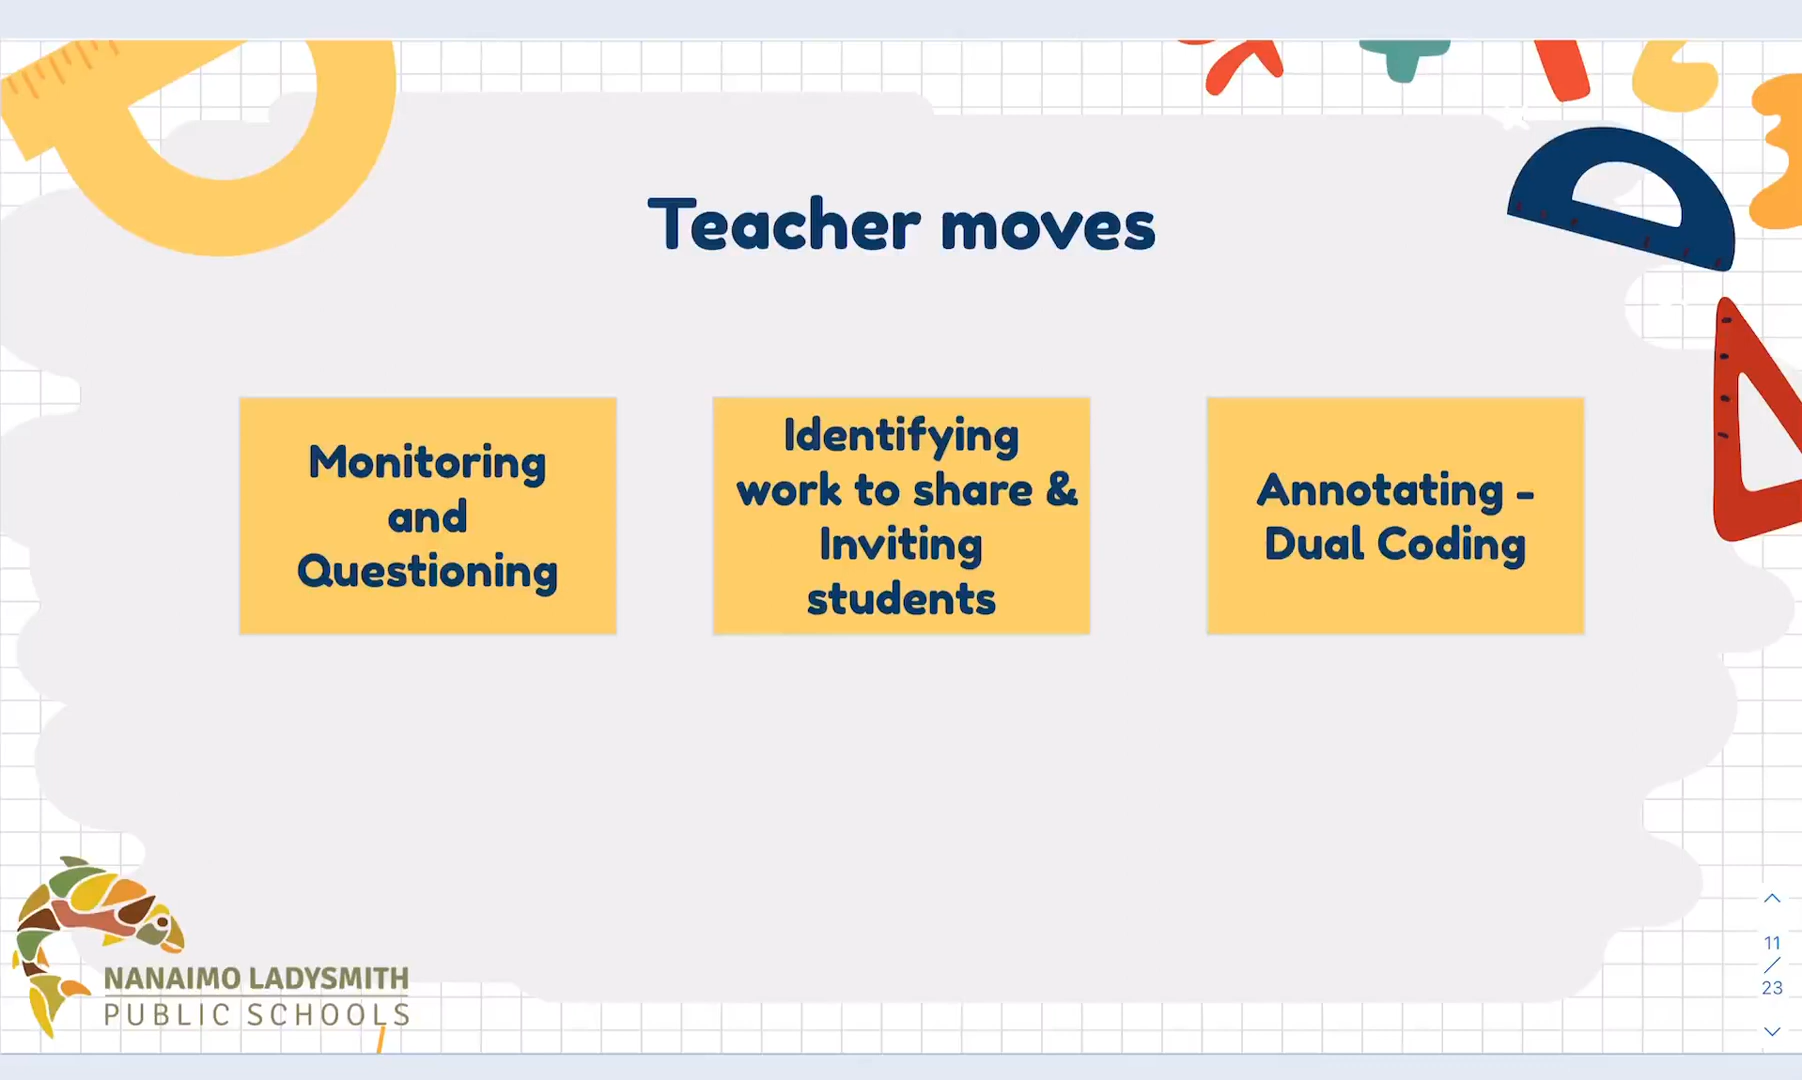 Teacher moves
Monitoring
and
Questioning
Identifying
work to share &
Inviting
students
Annotating -
Dual Coding
NANAIMO LADYSMITH
PUBLIC SCHOOLS
11
/
23